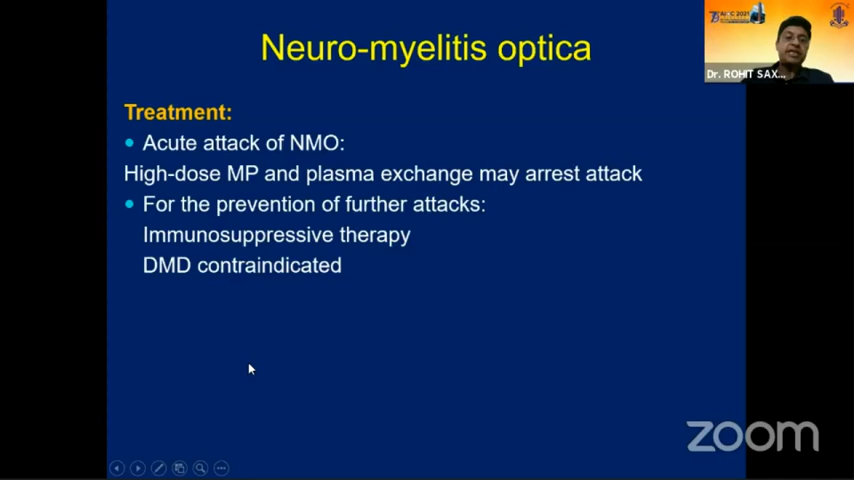 Neuro-myelitis optica
Treatment:
Acute attack of NMO:
High-dose MP and plasma exchange may arrest attack
For the prevention of further attacks:
Immunosuppressive therapy
DMD contraindicated
Dr. ROHIT SAX...
zoom